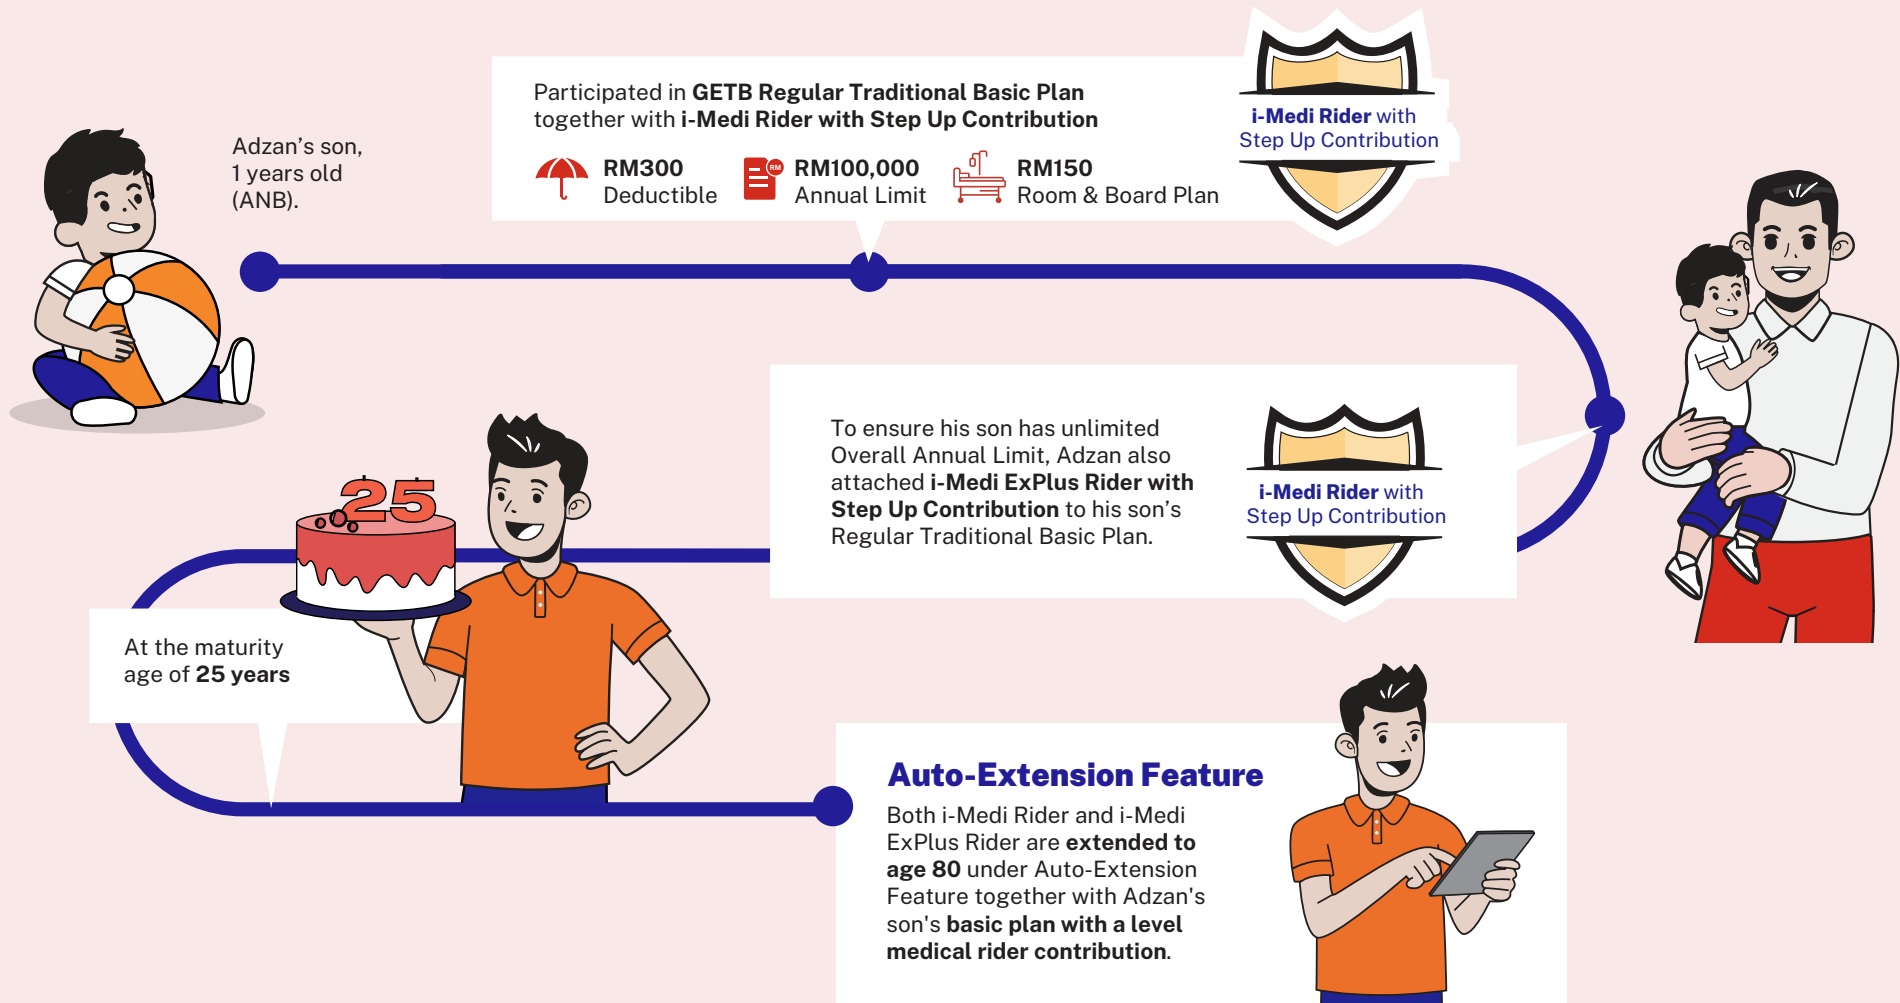 Adzan’s son,
1 years old
(ANB).
Participated in GETB Regular Traditional Basic Plan
together with i-Medi Rider with Step Up Contribution
RM300
Deductible
RM
RM100,000
Annual Limit
RM150
Room & Board Plan
i-Medi Rider with
Step Up Contribution
To ensure his son has unlimited
Overall Annual Limit, Adzan also
attached i-Medi ExPlus Rider with
Step Up Contribution to his son’s
Regular Traditional Basic Plan.
i-Medi Rider with
Step Up Contribution
25
At the maturity
age of 25 years
Auto-Extension Feature
Both i-Medi Rider and i-Medi
ExPlus Rider are extended to
age 80 under Auto-Extension
Feature together with Adzan's
son's basic plan with a level
medical rider contribution.